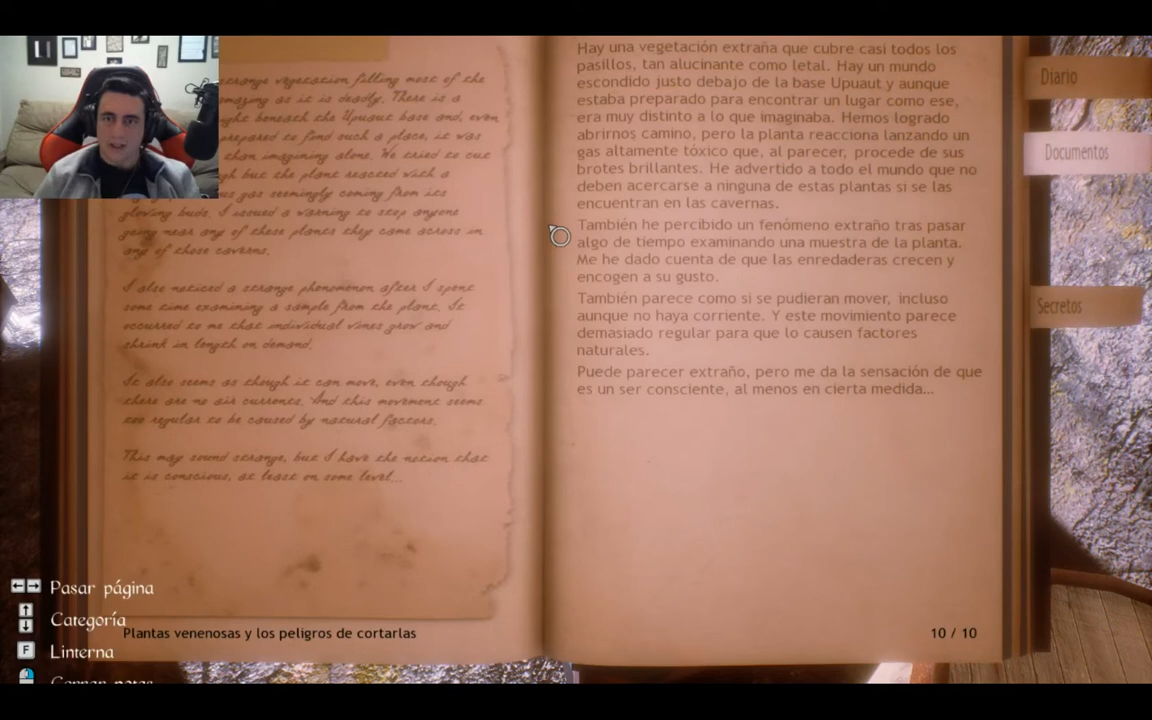 trange vegetation filling most of the
mazing as it is deadly. There is a
ight beneath the Upuaut base and, even
repared to find such a place, it was
than imagining alone. We tried to cut
gh but the plant reacted with a
us gas seemingly coming from its
glowing buds. I issued a warning to stop anyone
going near any of these plants they came across in
any of those caverns.
I also noticed a strange phenomenon after I spent
some time examining a sample from the plant. It
occurred to me that individual vines grow and
shrink in length on demand.
It also seems as though it can move, even though
there are no air currents. And this movement seems
too regular to be caused by natural factors.
This may sound strange, but I have the notion that
it is conscious, at least on some level...
Plantas venenosas y los peligros de cortarlas
Hay una vegetación extraña que cubre casi todos los
pasillos, tan alucinante como letal. Hay un mundo
escondido justo debajo de la base Upuaut y aunque
estaba preparado para encontrar un lugar como ese,
era muy distinto a lo que imaginaba. Hemos logrado
abrirnos camino, pero la planta reacciona lanzando un
gas altamente tóxico que, al parecer, procede de sus
brotes brillantes. He advertido a todo el mundo que no
deben acercarse a ninguna de estas plantas si se las
encuentran en las cavernas.
También he percibido un fenómeno extraño tras pasar
algo de tiempo examinando una muestra de la planta.
Me he dado cuenta de que las enredaderas crecen y
encogen a su gusto.
También parece como si se pudieran mover, incluso
aunque no haya corriente. Y este movimiento parece
demasiado regular para que lo causen factores
naturales.
Puede parecer extraño, pero me da la sensación de que
es un ser consciente, al menos en cierta medida...
10 / 10
Diario
Documentos
Secretos
Pasar página
Categoría
F Linterna
Cerrar notas